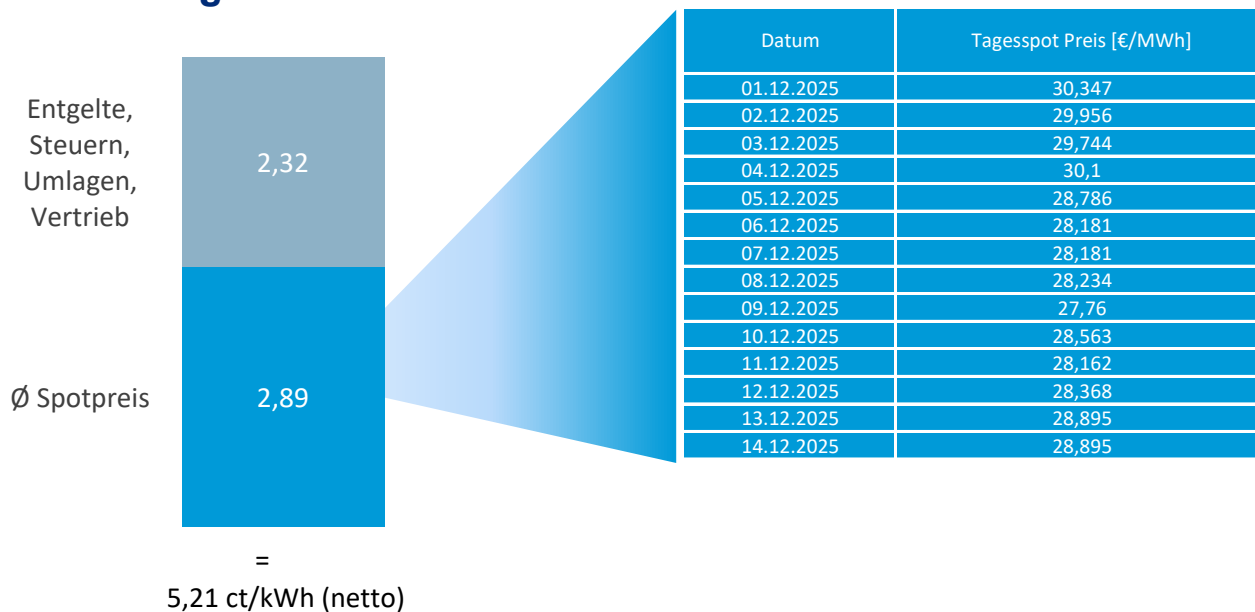 Entgelte,
Steuern,
Umlagen,
Vertrieb
2,32
Ø Spotpreis
2,89
=
5,21 ct/kWh (netto)
Datum Tagesspot Preis [€/MWh]
01.12.2025 30,347
02.12.2025 29,956
03.12.2025 29,744
04.12.2025 30,1
05.12.2025 28,786
06.12.2025 28,181
07.12.2025 28,181
08.12.2025 28,234
09.12.2025 27,76
10.12.2025 28,563
11.12.2025 28,162
12.12.2025 28,368
13.12.2025 28,895
14.12.2025 28,895